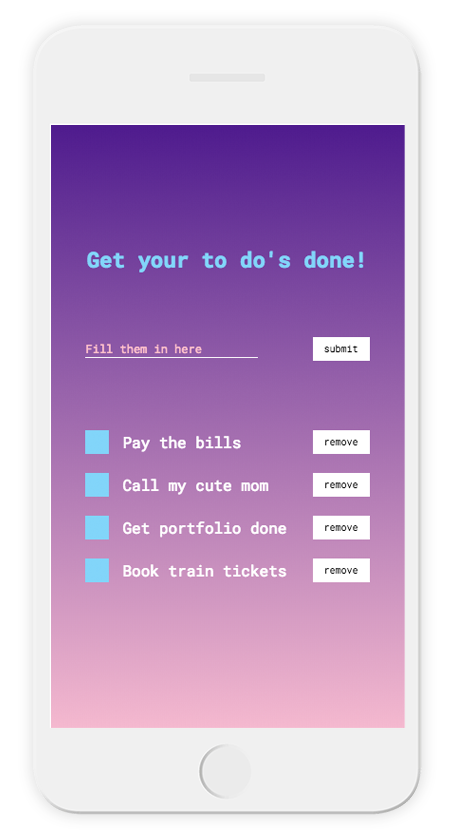 Get your to do's done!
Fill them in here
submit
Pay the bills
remove
Call my cute mom
remove
Get portfolio done
remove
Book train tickets
remove